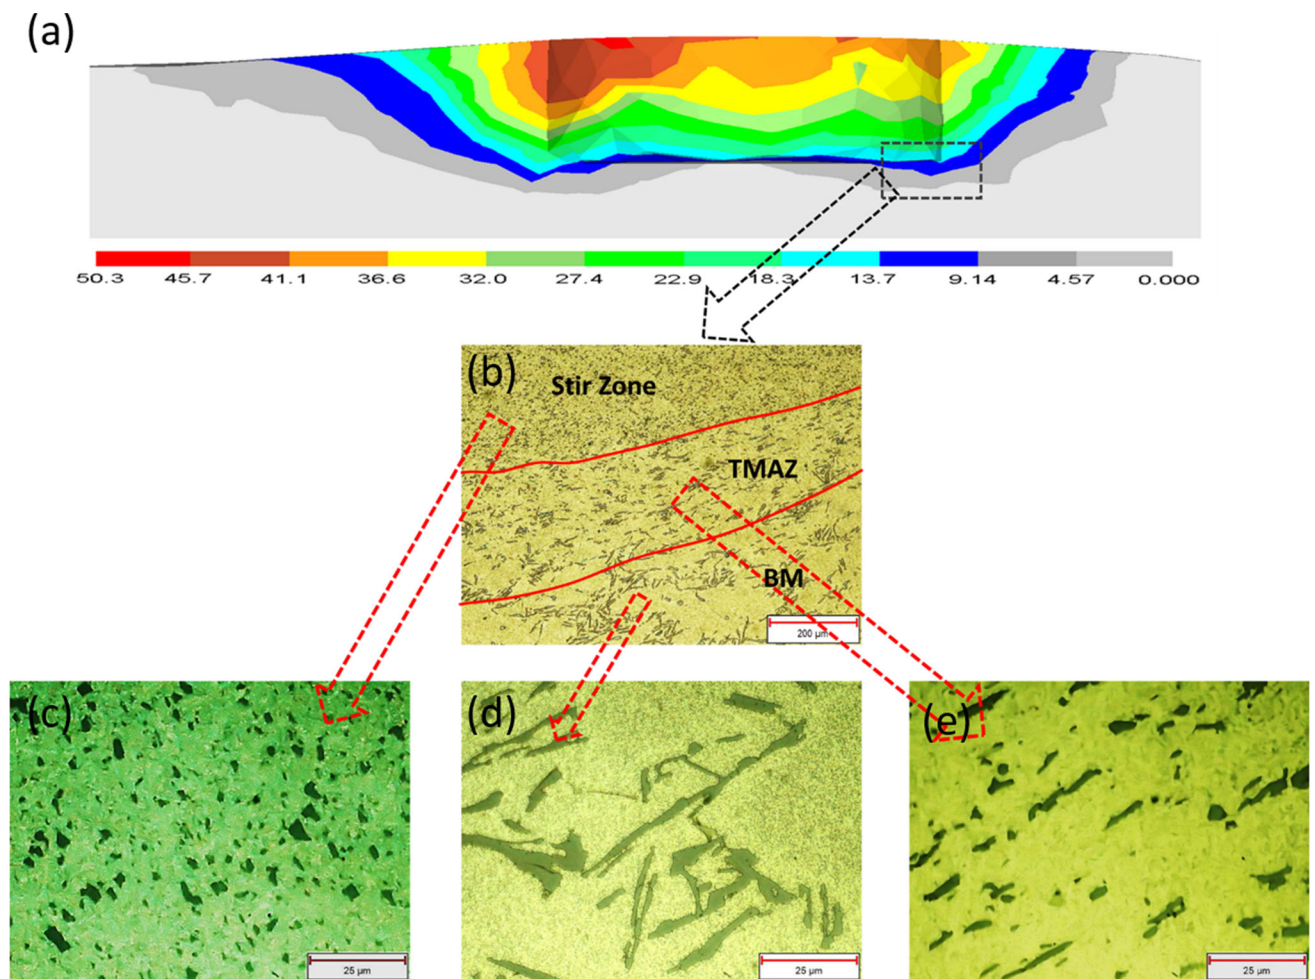 (a)
50.3 45.7 41.1 36.6 32.0 27.4 22.9 18.3 13.7 9.14 4.57 0.000
(b)
Stir Zone
TMAZ
BM
200 µm
(c)
(d)
(e)
25 µm
25 µm
25 µm